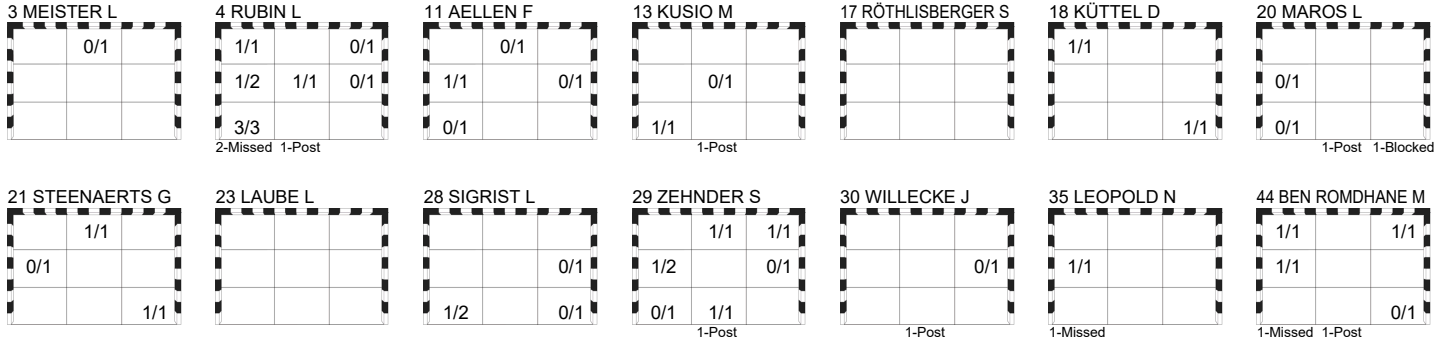 3 MEISTER L 4 RUBIN L 11 AELLEN F 13 KUSIO M 17 RÖTHLISBERGER S 18 KÜTTEL D 20 MAROS L
0/1 1/1 0/1 0/1 1/1
1/2 1/1 0/1 1/1 0/1 0/1 0/1
3/3 0/1 1/1 1/1 0/1
2-Missed 1-Post 1-Post 1-Post 1-Blocked
21 STEENAERTS G 23 LAUBE L 28 SIGRIST L 29 ZEHNDER S 30 WILLECKE J 35 LEOPOLD N 44 BEN ROMDHANE M
1/1 1/1 1/1 1/1 1/1
0/1 0/1 1/2 0/1 0/1 1/1 1/1
1/1 1/2 0/1 0/1 1/1 0/1
1-Post 1-Post 1-Missed 1-Missed 1-Post